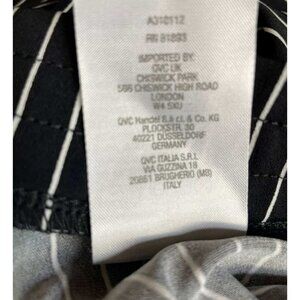 A310112
RN 81893
IMPORTED BY:
QVC UK
CHISWICK PARK
566 CHISWICK HIGH ROAD
LONDON
W4 5XU
QVC Handel S.à r.l. & Co. KG
PLOCKSTR. 30
40221 DÜSSELDORF
GERMANY
QVC ITALIA S.R.L
VIA GUZZINA 18
20861 BRUGHERIO (MB)
ITALY